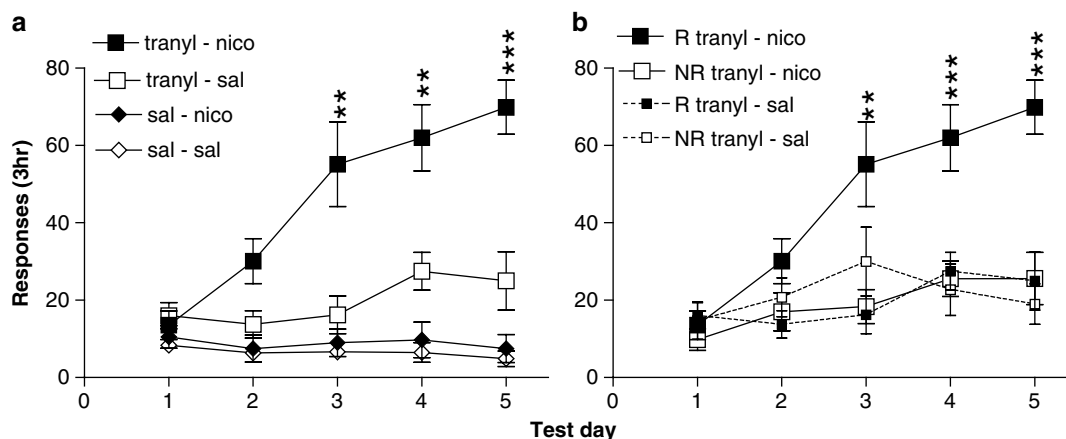 a
tranyl - nico
tranyl - sal
sal - nico
sal - sal
**
**
***
80
60
40
20
0
Responses (3hr)
0 1 2 3 4 5
b
R tranyl - nico
NR tranyl - nico
R tranyl - sal
NR tranyl - sal
**
***
***
80
60
40
20
0
0 1 2 3 4 5
Test day